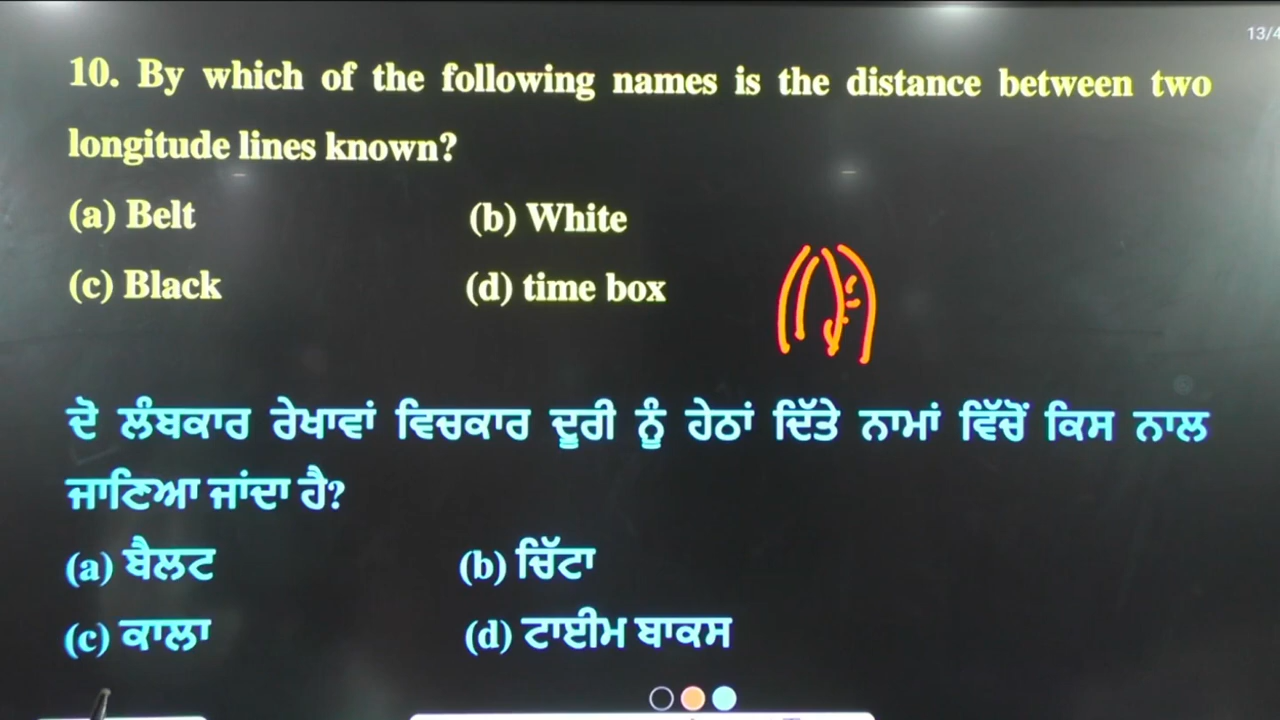 13/4
10. By which of the following names is the distance between two
longitude lines known?
(a) Belt (b) White
(c) Black (d) time box
ਦੋ ਲੰਬਕਾਰ ਰੇਖਾਵਾਂ ਵਿਚਕਾਰ ਦੂਰੀ ਨੂੰ ਹੇਠਾਂ ਦਿੱਤੇ ਨਾਮਾਂ ਵਿੱਚੋਂ ਕਿਸ ਨਾਲ
ਜਾਣਿਆ ਜਾਂਦਾ ਹੈ?
(a) ਬੈਲਟ (b) ਚਿੱਟਾ
(c) ਕਾਲਾ (d) ਟਾਈਮ ਬਾਕਸ